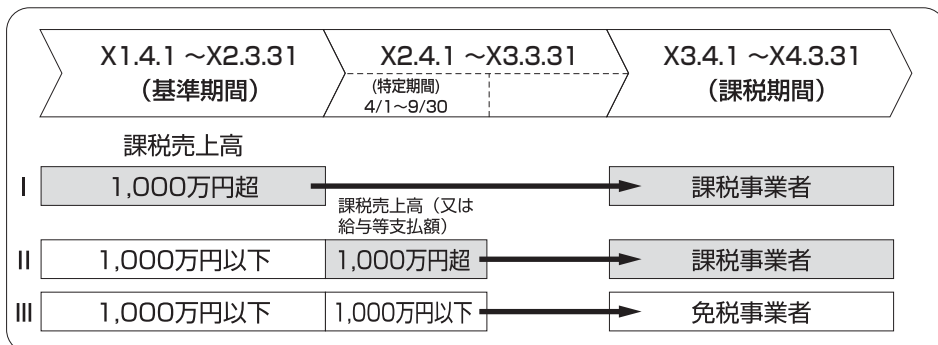 X1.4.1 ~X2.3.31
(基準期間)
X2.4.1 ~X3.3.31
(特定期間)
4/1~9/30
X3.4.1~X4.3.31
(課税期間)
課税売上高
I
1,000万円超
課税事業者
課税売上高(又は
給与等支払額)
II
1,000万円以下
1,000万円超
課税事業者
III
1,000万円以下
1,000万円以下
免税事業者